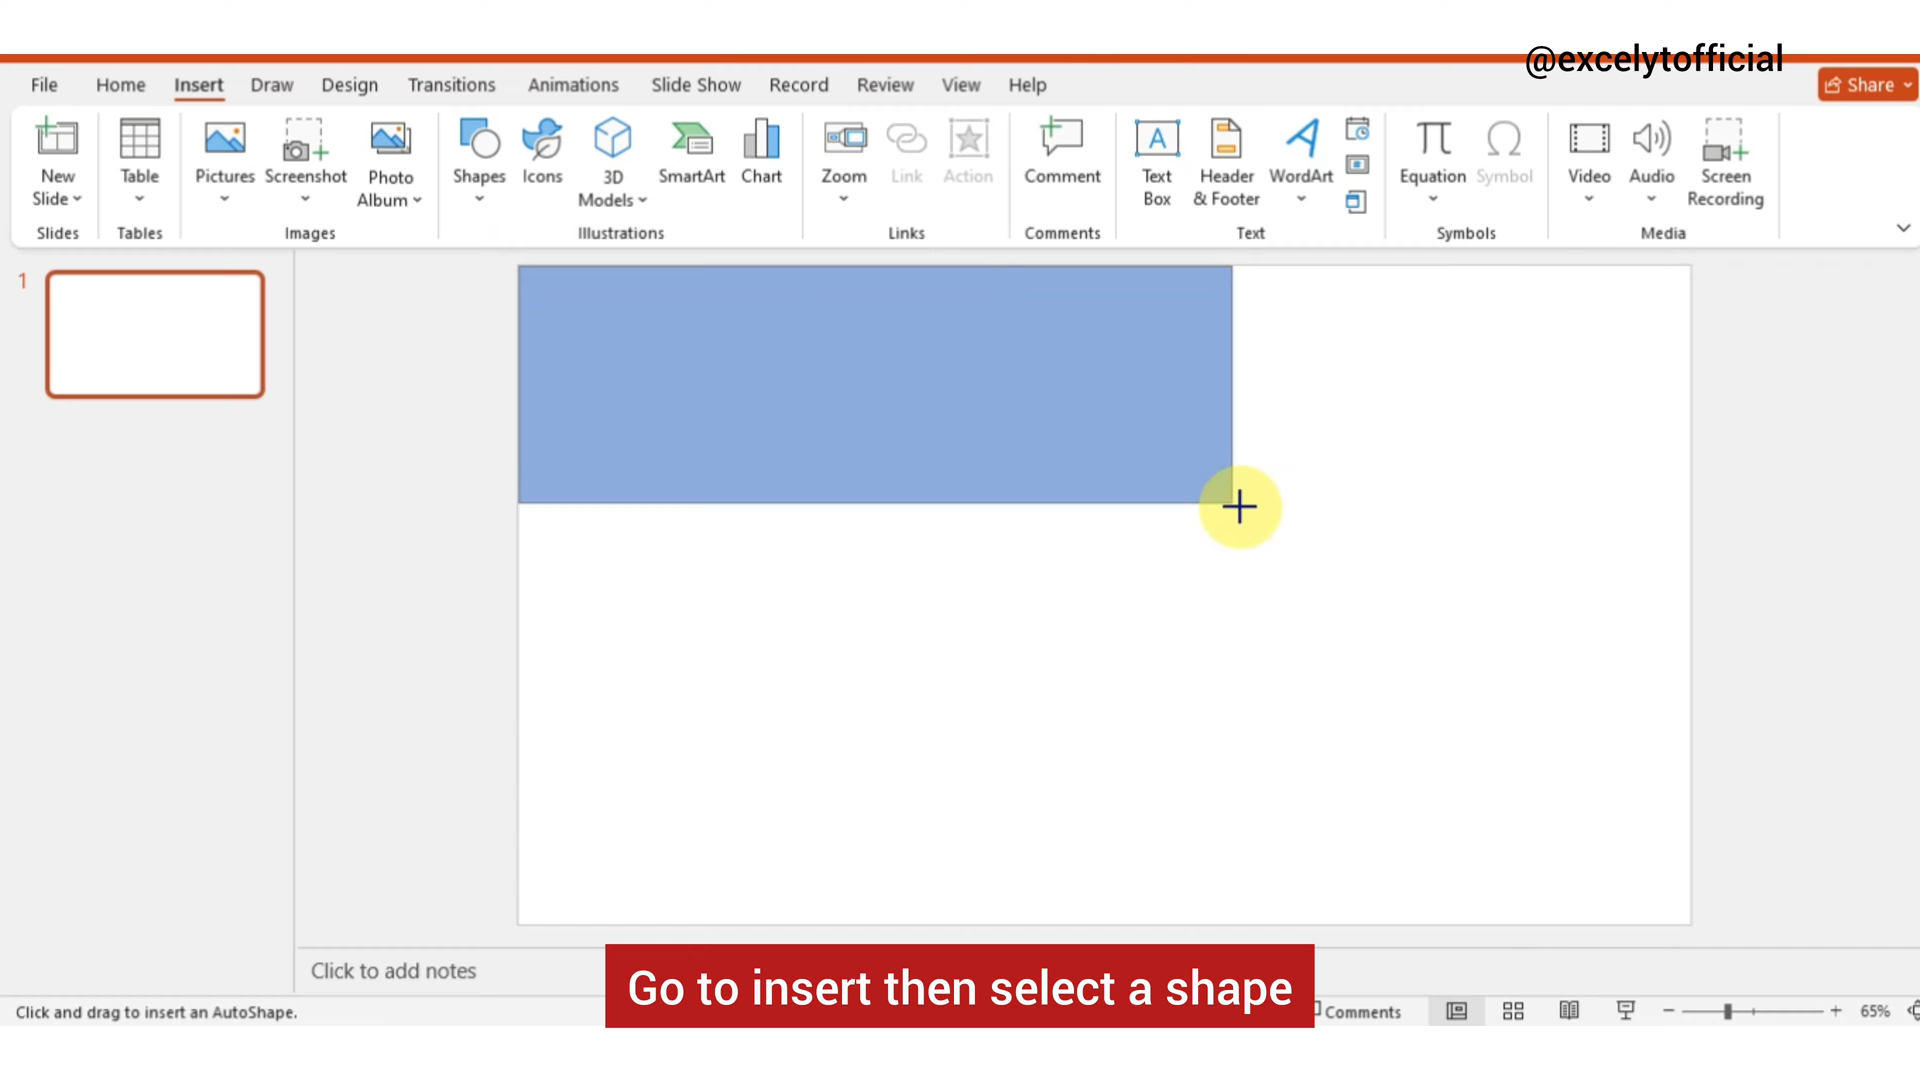 @excelytofficial
File Home Insert Draw Design Transitions Animations Slide Show Record Review View Help Share
New Slide
Table
Pictures
Screenshot
Photo Album
Shapes
Icons
3D Models
SmartArt
Chart
Zoom
Link
Action
Comment
Text Box
Header & Footer
WordArt
Equation
Symbol
Video
Audio
Screen Recording
Slides Tables Images Illustrations Links Comments Text Symbols Media
1
Click to add notes
Go to insert then select a shape
Click and drag to insert an AutoShape. Comments 65%